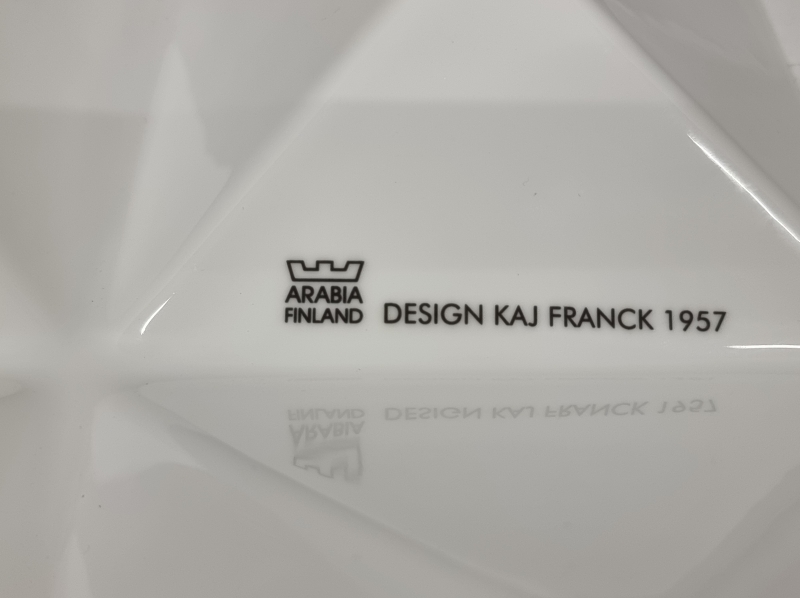 ARABIA
FINLAND
DESIGN KAJ FRANCK 1957